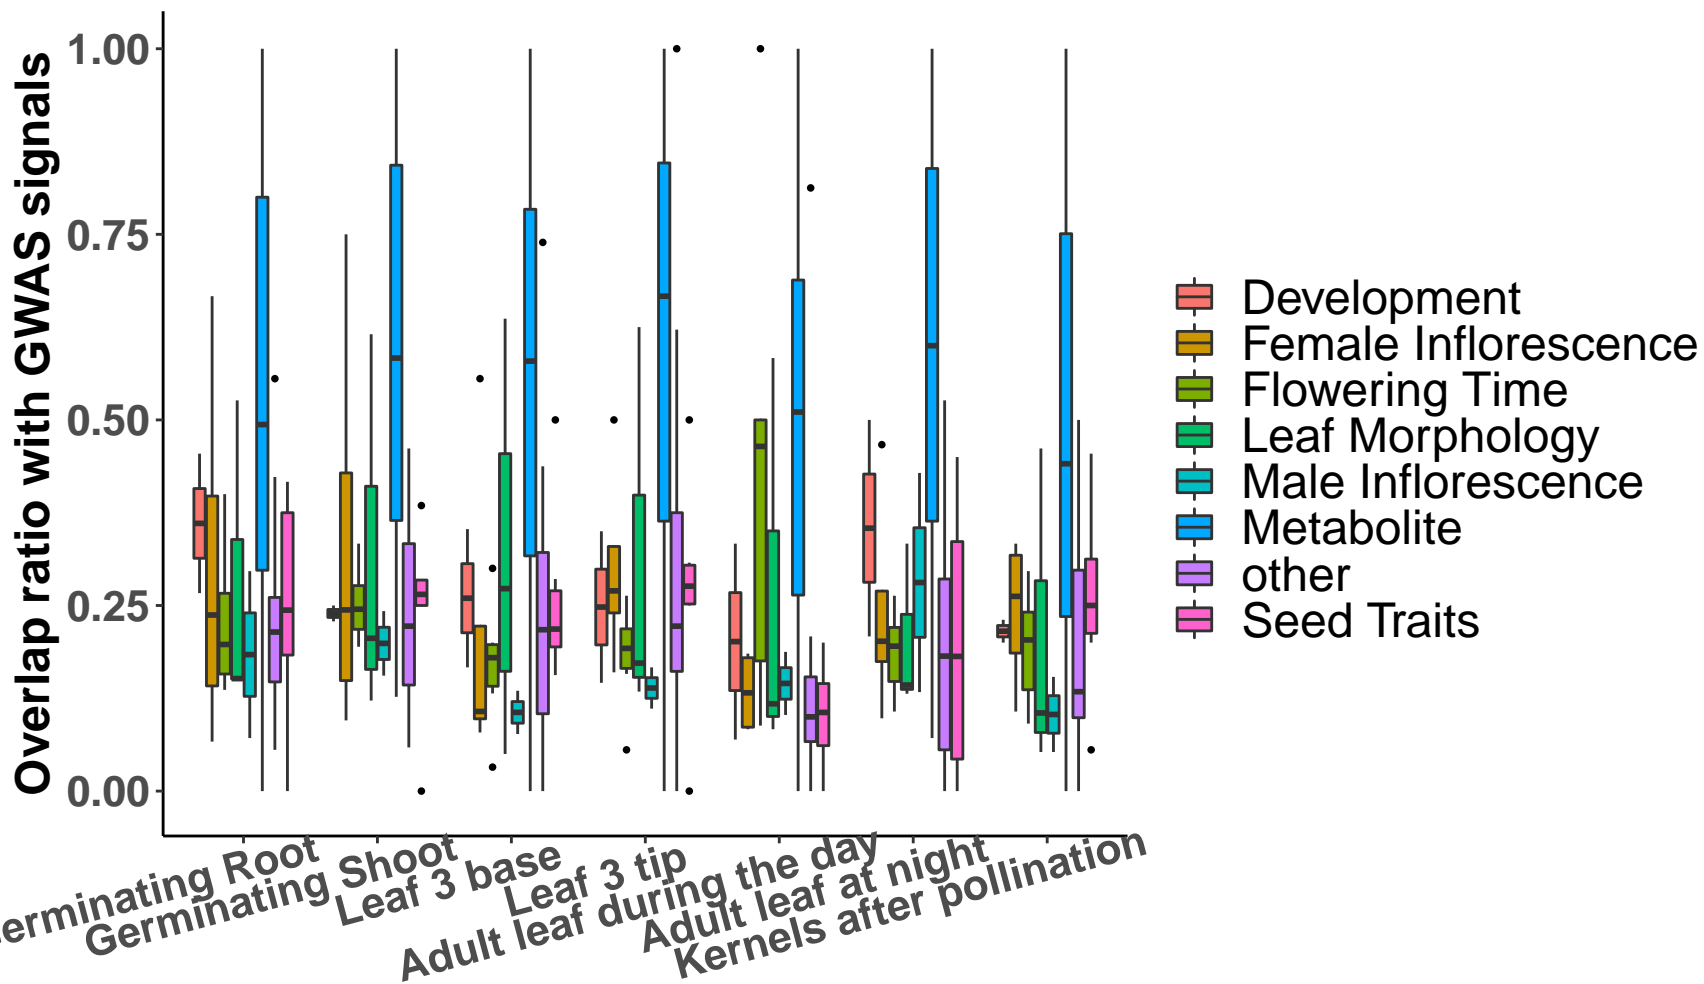 Overlap ratio with GWAS signals
1.00
0.75
0.50
0.25
0.00
erminating Root
Germinating Shoot
Leaf 3 base
Leaf 3 tip
Adult leaf during the day
Adult leaf at night
Kernels after pollination
Development
Female Inflorescence
Flowering Time
Leaf Morphology
Male Inflorescence
Metabolite
other
Seed Traits